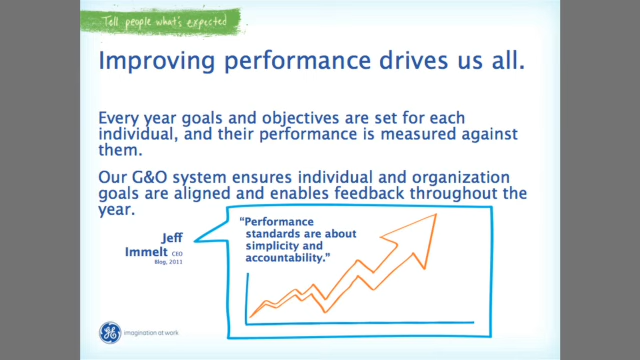 Tell people what's expected
Improving performance drives us all.
Every year goals and objectives are set for each
individual, and their performance is measured against
them.
Our G&O system ensures individual and organization
goals are aligned and enables feedback throughout the
year.
Jeff
Immelt CEO
Blog, 2011
"Performance
standards are about
simplicity and
accountability."
imagination at work